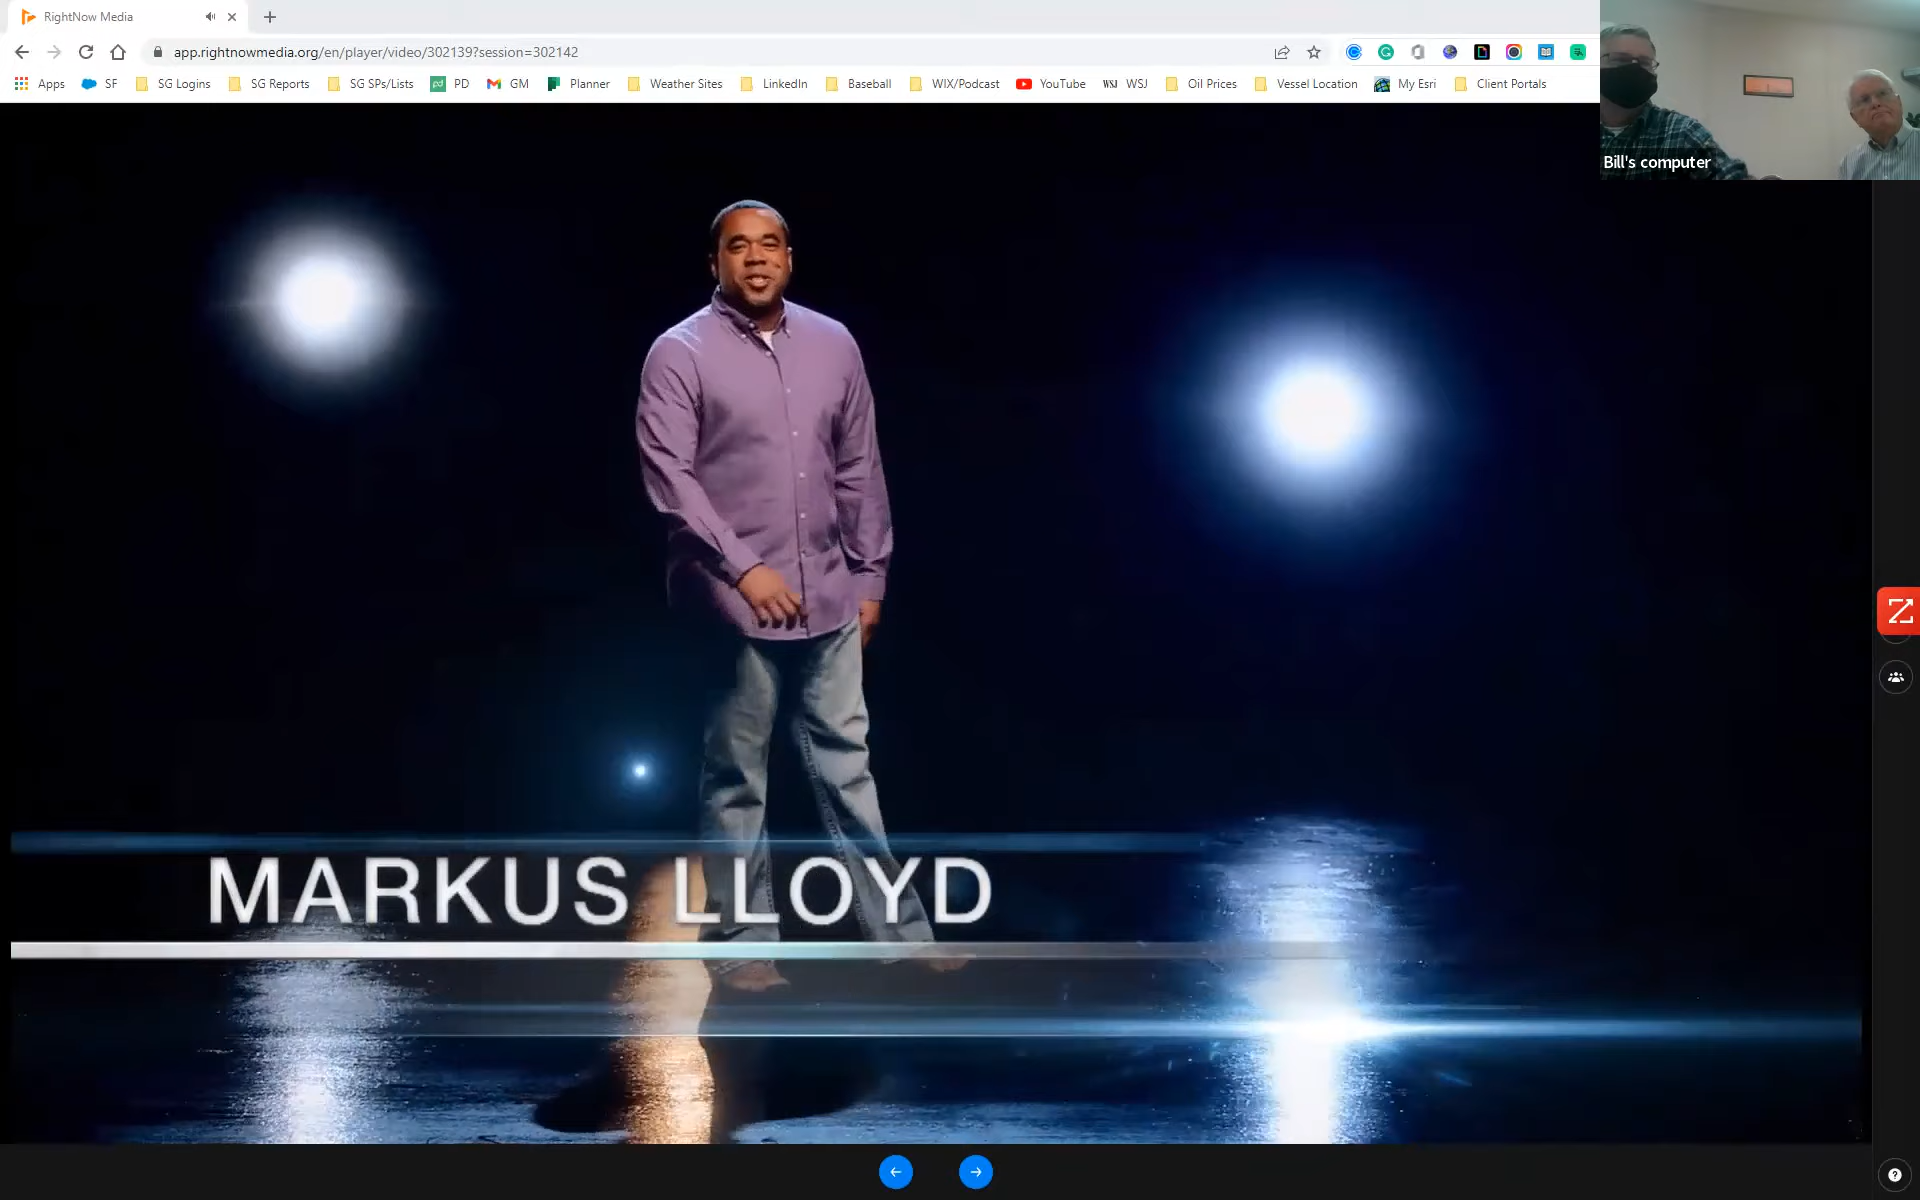 RightNow Media
app.rightnowmedia.org/en/player/video/302139?session=302142
Apps SF SG Logins SG Reports SG SPs/Lists pd PD GM Planner Weather Sites LinkedIn Baseball WIX/Podcast YouTube WSJ WSJ Oil Prices Vessel Location My Esri Client Portals
Bill's computer
MARKUS LLOYD